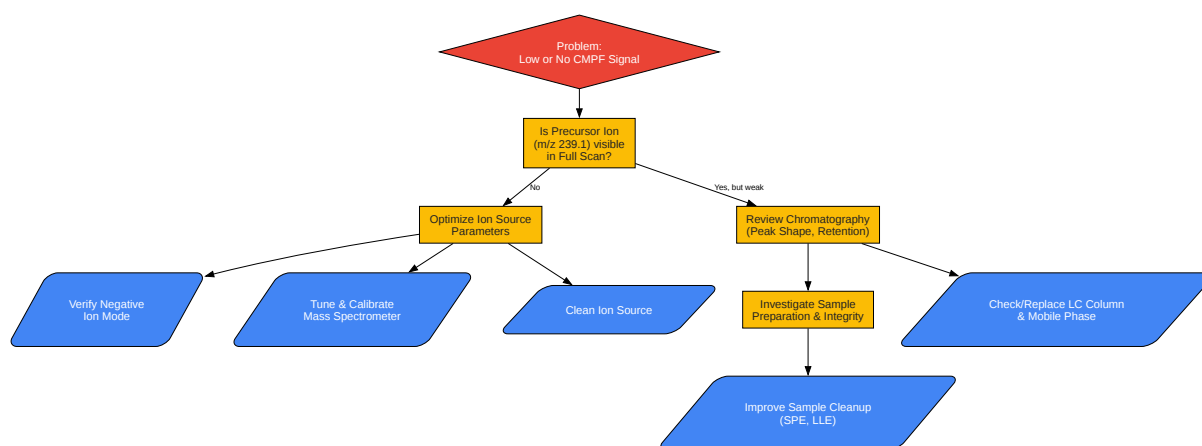 Problem:
Low or No CMPF Signal
Is Precursor Ion
(m/z 239.1) visible
in Full Scan?
No
Yes, but weak
Optimize Ion Source
Parameters
Review Chromatography
(Peak Shape, Retention)
Verify Negative
Ion Mode
Tune & Calibrate
Mass Spectrometer
Clean Ion Source
Investigate Sample
Preparation & Integrity
Check/Replace LC Column
& Mobile Phase
Improve Sample Cleanup
(SPE, LLE)